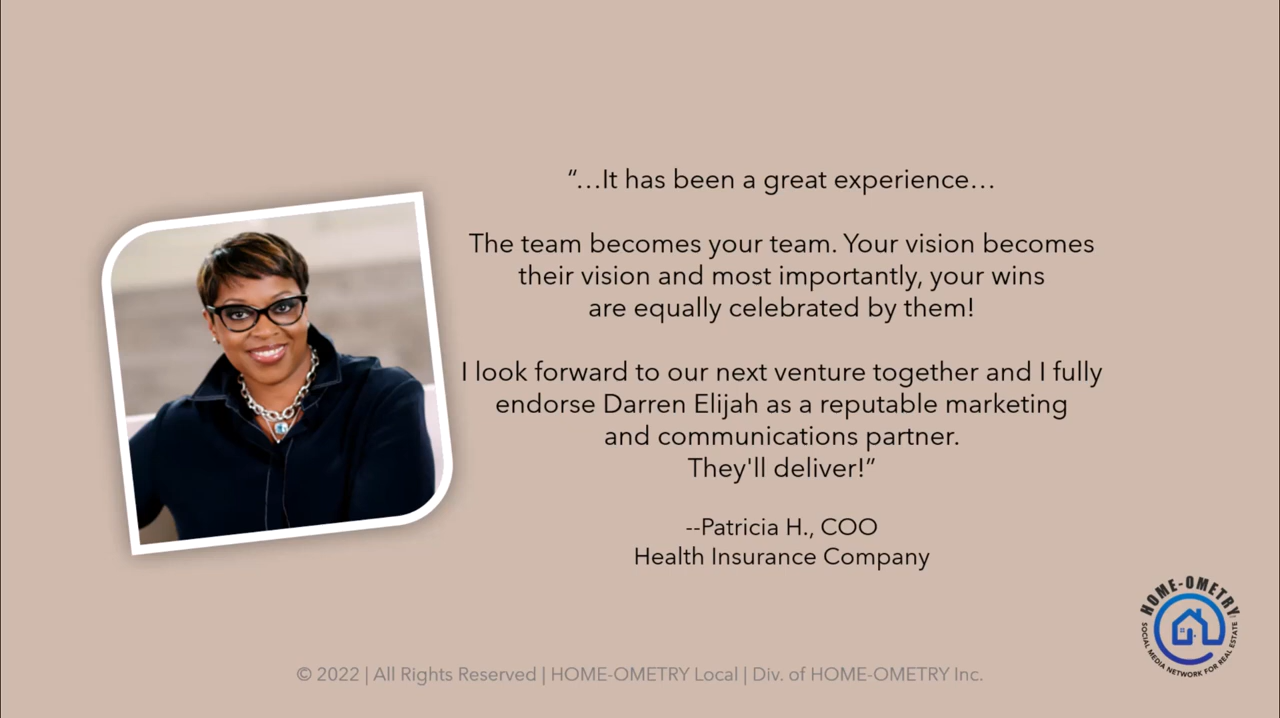 “…It has been a great experience…
The team becomes your team. Your vision becomes
their vision and most importantly, your wins
are equally celebrated by them!
I look forward to our next venture together and I fully
endorse Darren Elijah as a reputable marketing
and communications partner.
They'll deliver!”
--Patricia H., COO
Health Insurance Company
HOME-OMETRY
SOCIAL MEDIA NETWORK FOR REAL ESTATE
© 2022 | All Rights Reserved | HOME-OMETRY Local | Div. of HOME-OMETRY Inc.